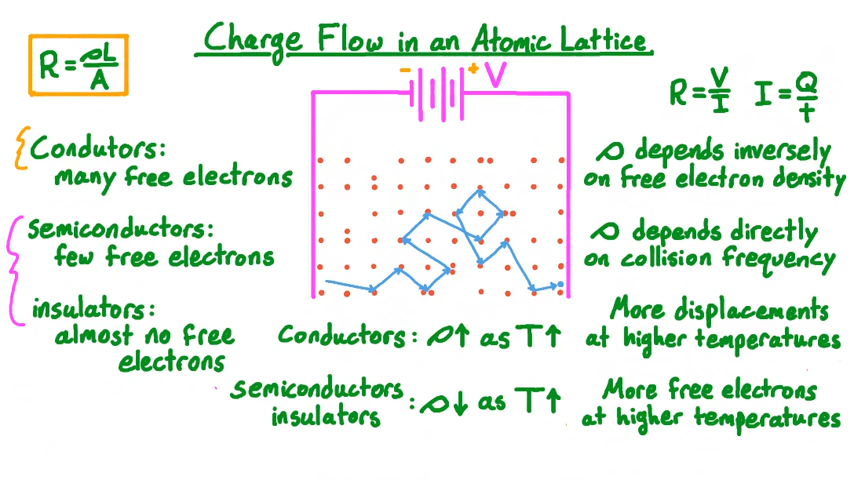 Charge Flow in an Atomic Lattice
R = ρL/A
- + V
R = V/I I = Q/t
Condutors:
many free electrons
semiconductors:
few free electrons
insulators:
almost no free
electrons
ρ depends inversely
on free electron density
ρ depends directly
on collision frequency
More displacements
at higher temperatures
Conductors: ρ↑ as T↑
Semiconductors
insulators : ρ↓ as T↑
More free electrons
at higher temperatures